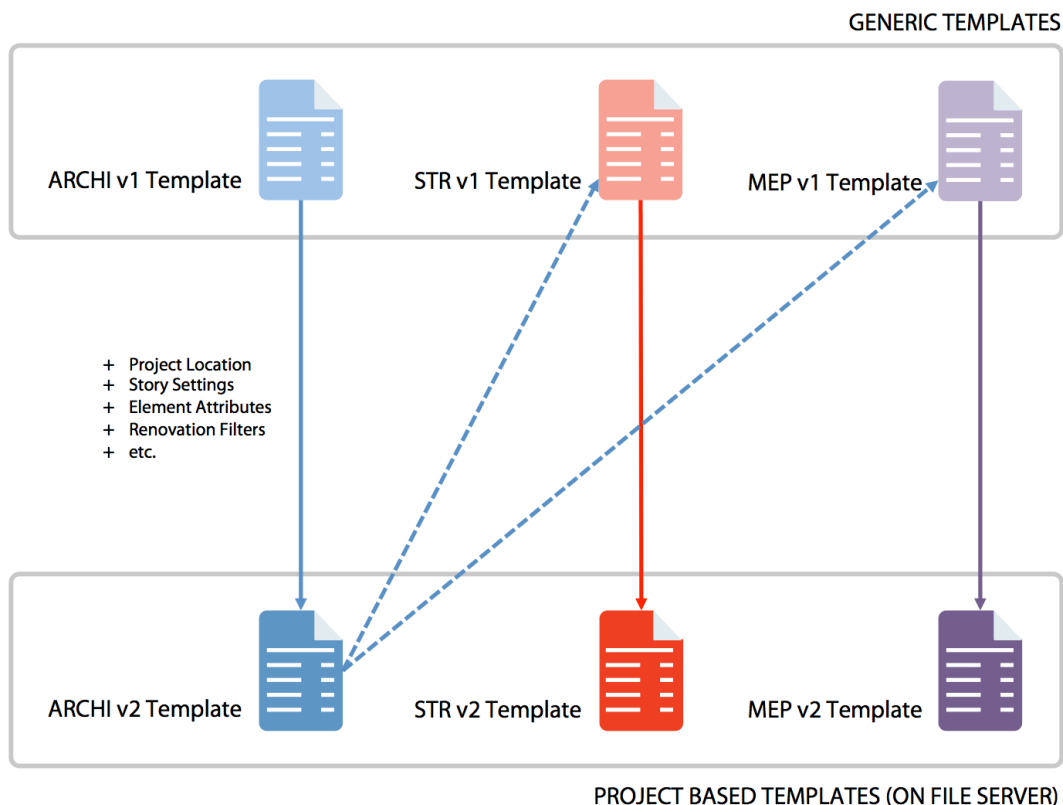 GENERIC TEMPLATES
ARCHI v1 Template
STR v1 Template
MEP v1 Template
+ Project Location
+ Story Settings
+ Element Attributes
+ Renovation Filters
+ etc.
ARCHI v2 Template
STR v2 Template
MEP v2 Template
PROJECT BASED TEMPLATES (ON FILE SERVER)